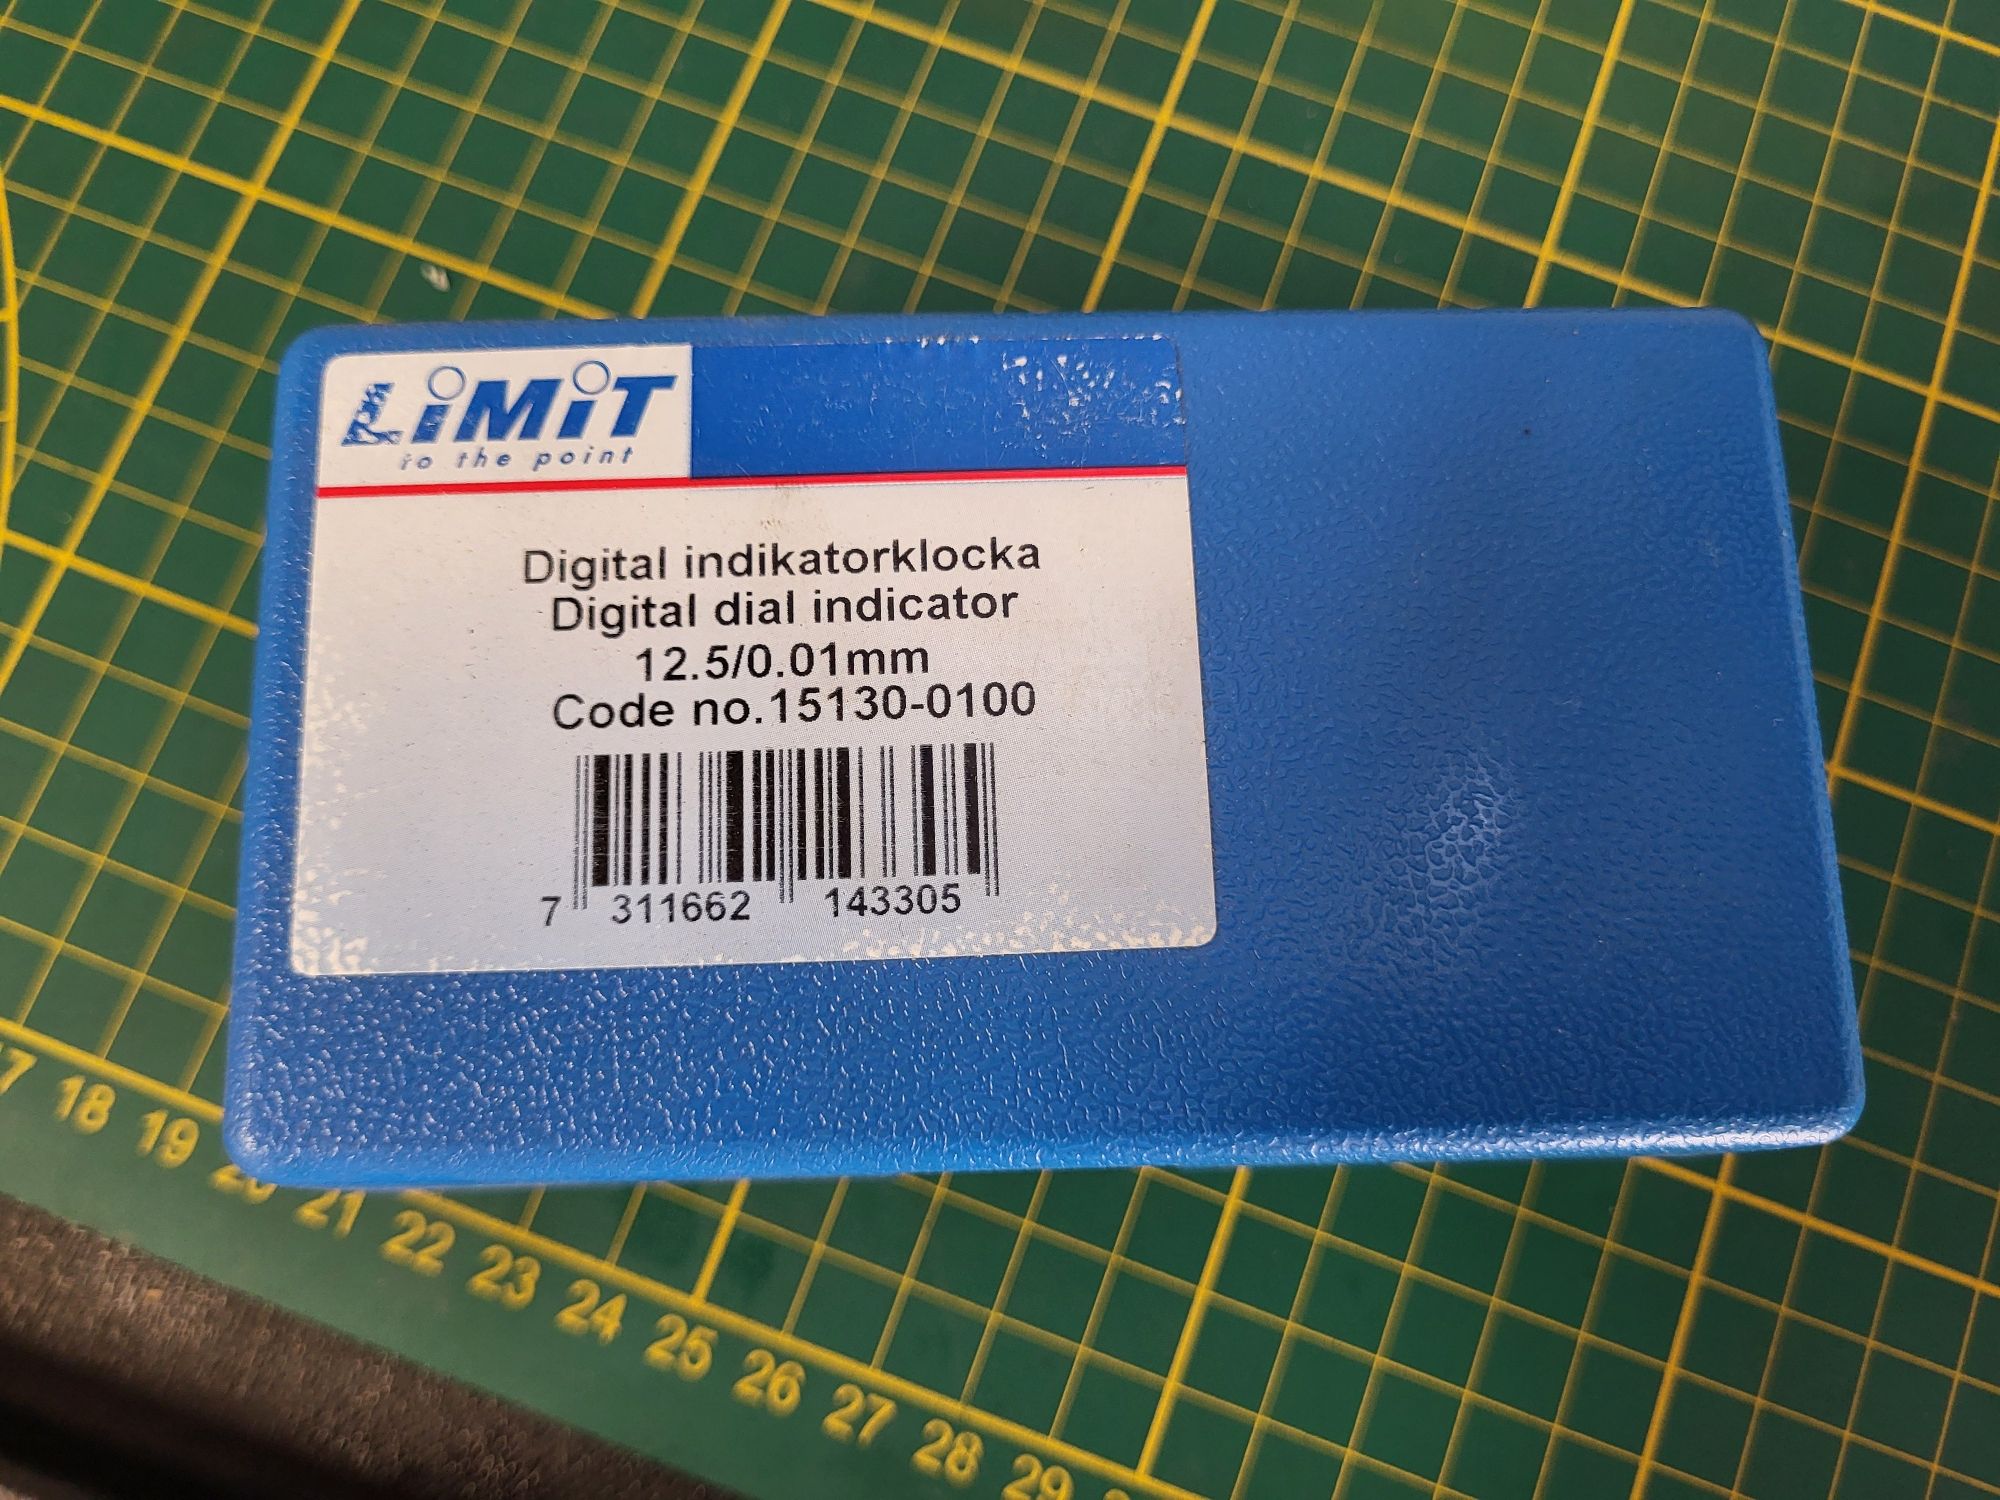 LiMiT
to the point
Digital indikatorklocka
Digital dial indicator
12.5/0.01mm
Code no.15130-0100
7 311662 143305
18 19 20 21 22 23 24 25 26 27 28 29